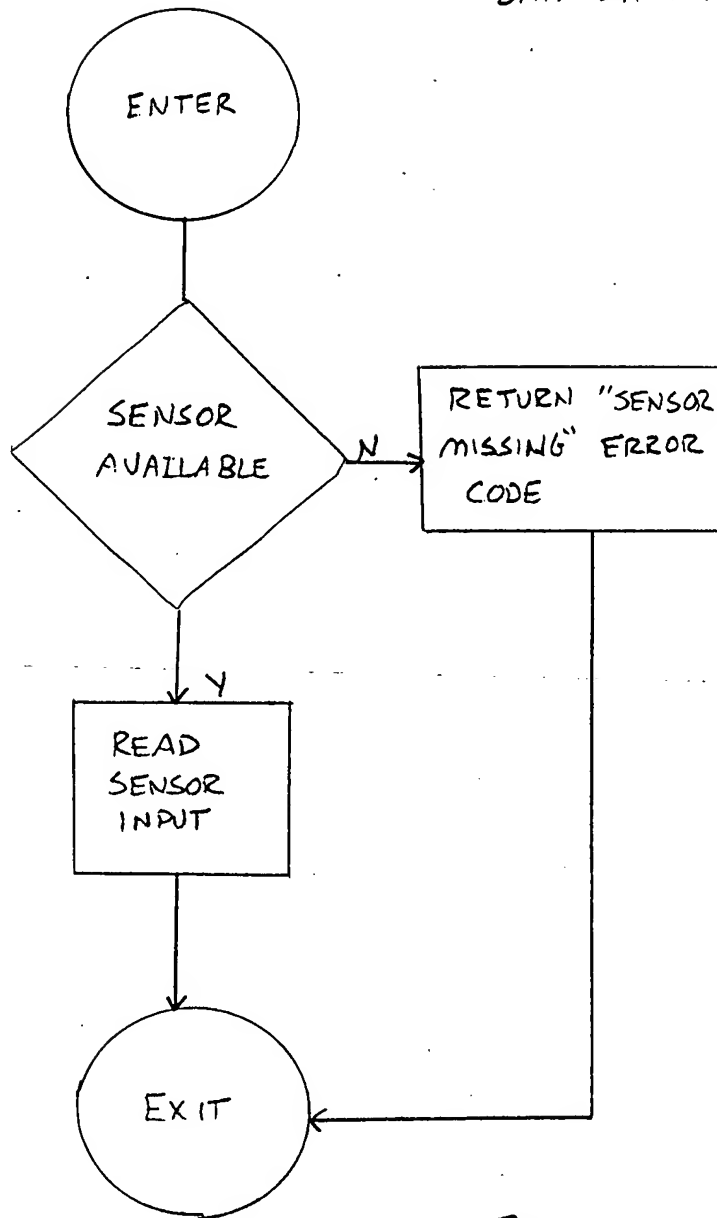 ENTER
SENSOR
AVAILABLE
N
RETURN "SENSOR
MISSING" ERROR
CODE
Y
READ
SENSOR
INPUT
EXIT